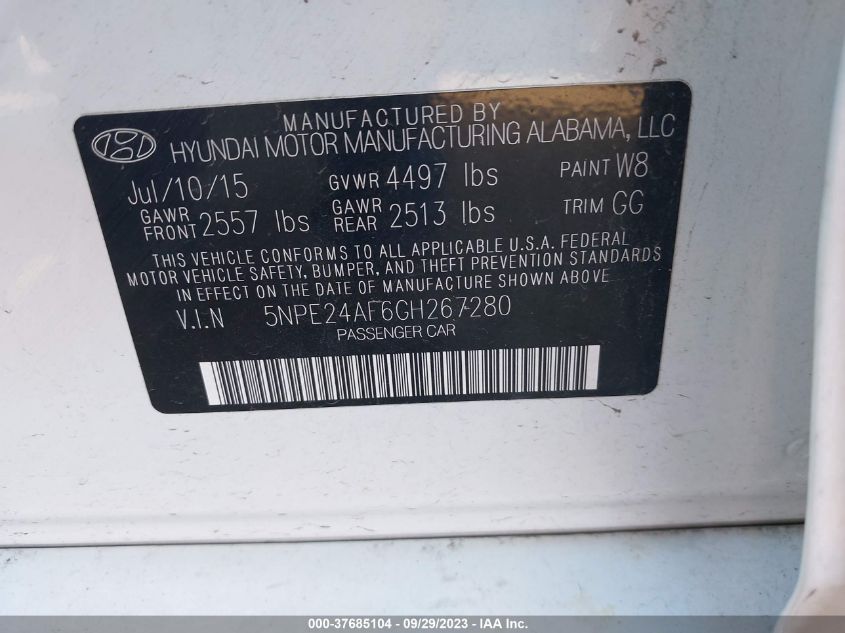 MANUFACTURED BY
HYUNDAI MOTOR MANUFACTURING ALABAMA, LLC
Jul/10/15 GVWR 4497 lbs PAINT W8
GAWR FRONT 2557 lbs GAWR REAR 2513 lbs TRIM GG
THIS VEHICLE CONFORMS TO ALL APPLICABLE U.S.A. FEDERAL
MOTOR VEHICLE SAFETY, BUMPER, AND THEFT PREVENTION STANDARDS
IN EFFECT ON THE DATE OF MANUFACTURE SHOWN ABOVE
V.I.N 5NPE24AF6GH267280
PASSENGER CAR
000-37685104 - 09/29/2023 - IAA Inc.